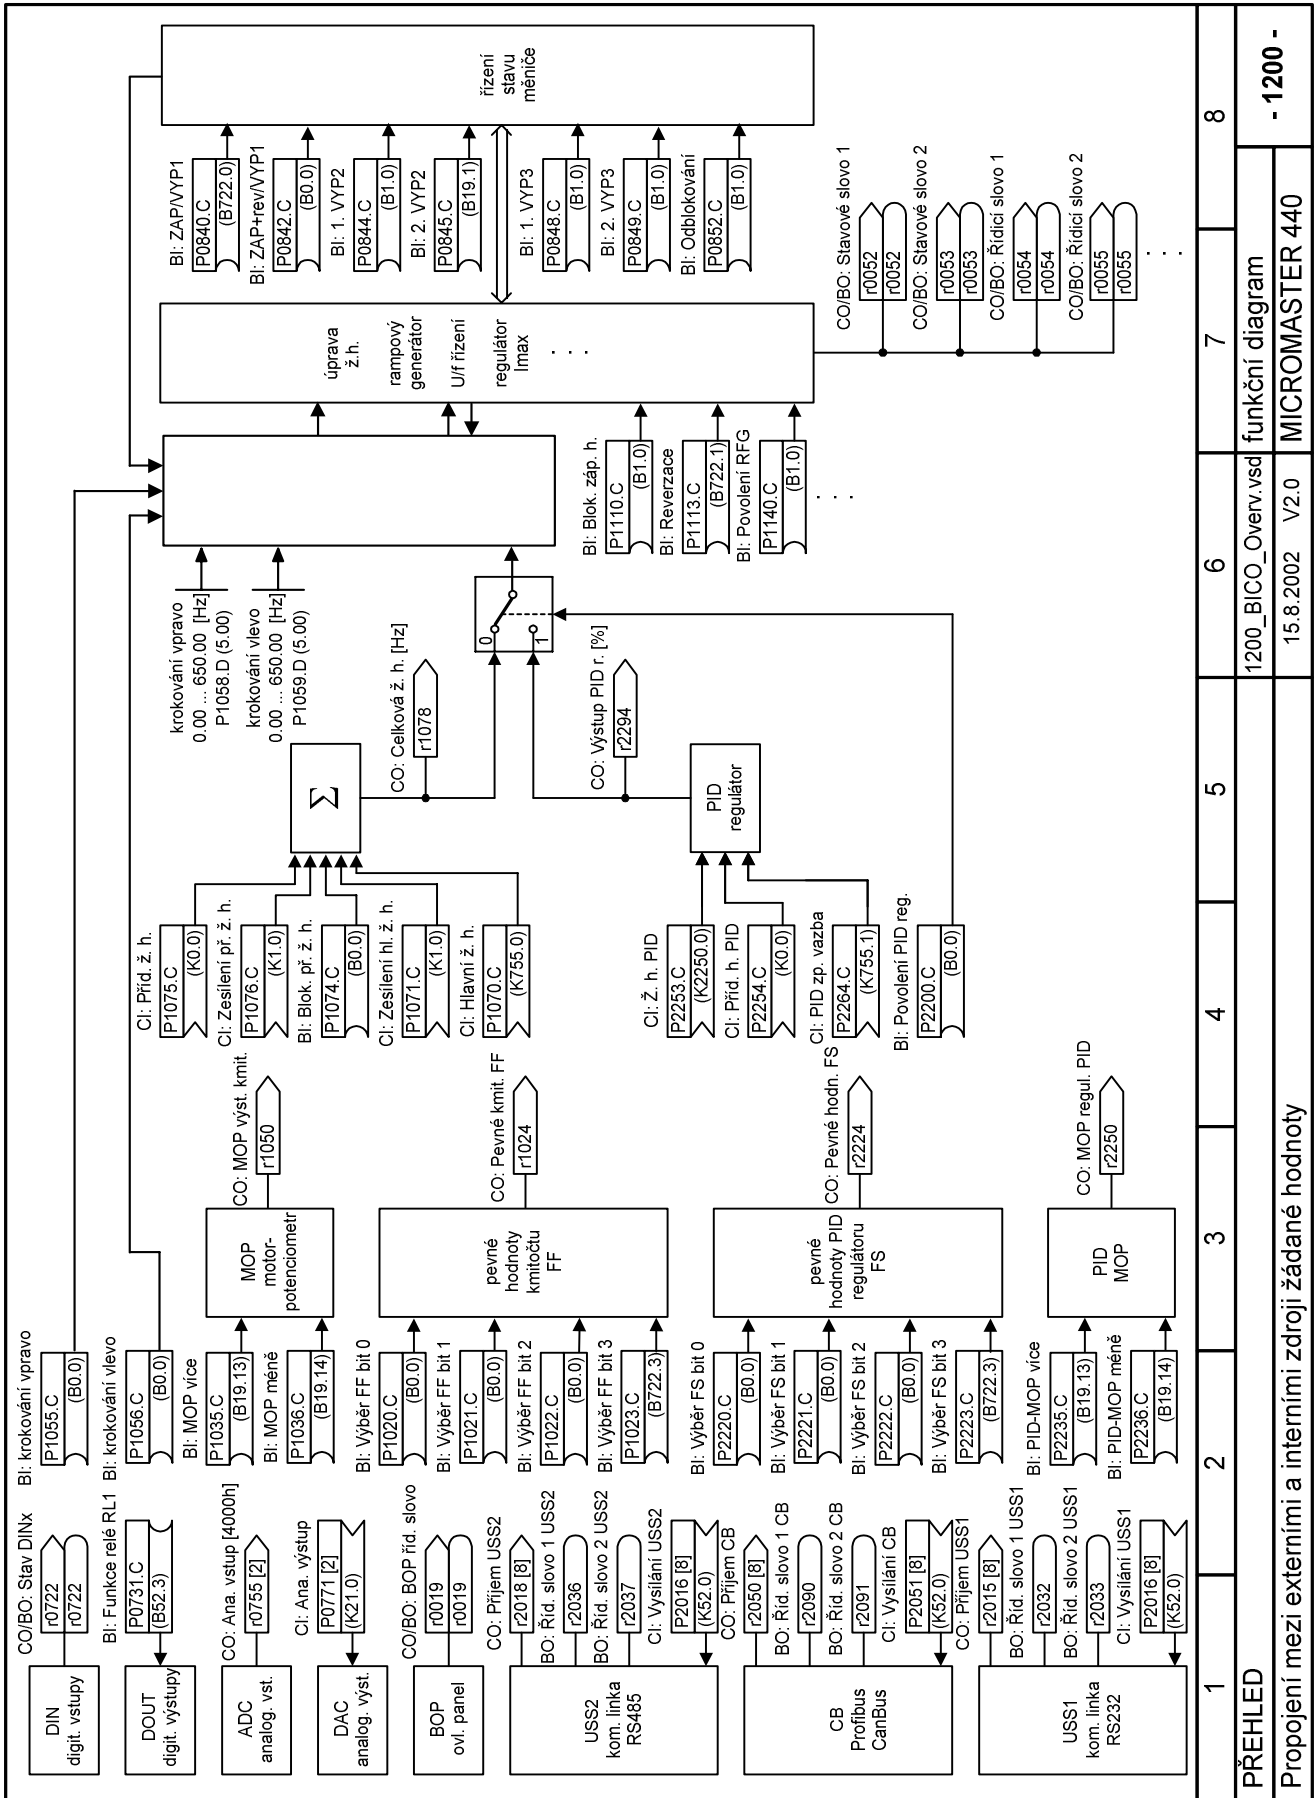 CO/BO: Stav DINx
DIN
digit. vstupy
r0722
r0722
BI: Funkce relé RL1
DOUT
digit. výstupy
P0731.C
(B52.3)
CO: Ana. vstup [4000h]
ADC
analog. vst.
r0755 [2]
CI: Ana. výstup
DAC
analog. výst.
P0771 [2]
(K21.0)
CO/BO: BOP říd. slovo
BOP
ovl. panel
r0019
r0019
CO: Příjem USS2
r2018 [8]
BO: Říd. slovo 1 USS2
r2036
BO: Říd. slovo 2 USS2
r2037
CI: Vysílání USS2
P2016 [8]
(K52.0)
USS2
kom. linka
RS485
CO: Příjem CB
r2050 [8]
BO: Říd. slovo 1 CB
r2090
BO: Říd. slovo 2 CB
r2091
CI: Vysílání CB
P2051 [8]
(K52.0)
CB
Profibus
CanBus
CO: Příjem USS1
r2015 [8]
BO: Říd. slovo 1 USS1
r2032
BO: Říd. slovo 2 USS1
r2033
CI: Vysílání USS1
P2016 [8]
(K52.0)
USS1
kom. linka
RS232
BI: krokování vpravo
P1055.C
(B0.0)
BI: krokování vlevo
P1056.C
(B0.0)
BI: MOP více
P1035.C
(B19.13)
BI: MOP méně
P1036.C
(B19.14)
MOP
motor-
potenciometr
CO: MOP výst. kmit.
r1050
BI: Výběr FF bit 0
P1020.C
(B0.0)
BI: Výběr FF bit 1
P1021.C
(B0.0)
BI: Výběr FF bit 2
P1022.C
(B0.0)
BI: Výběr FF bit 3
P1023.C
(B722.3)
pevné
hodnoty
kmitočtu
FF
CO: Pevné kmit. FF
r1024
BI: Výběr FS bit 0
P2220.C
(B0.0)
BI: Výběr FS bit 1
P2221.C
(B0.0)
BI: Výběr FS bit 2
P2222.C
(B0.0)
BI: Výběr FS bit 3
P2223.C
(B722.3)
pevné
hodnoty PID
regulátoru
FS
CO: Pevné hodn. FS
r2224
BI: PID-MOP více
P2235.C
(B19.13)
BI: PID-MOP méně
P2236.C
(B19.14)
PID
MOP
CO: MOP regul. PID
r2250
CI: Příd. ž. h.
P1075.C
(K0.0)
CI: Zesílení př. ž. h.
P1076.C
(K1.0)
BI: Blok. př. ž. h.
P1074.C
(B0.0)
CI: Zesílení hl. ž. h.
P1071.C
(K1.0)
CI: Hlavní ž. h.
P1070.C
(K755.0)
Σ
CO: Celková ž. h. [Hz]
r1078
CI: Ž. h. PID
P2253.C
(K2250.0)
CI: Příd. h. PID
P2254.C
(K0.0)
CI: PID zp. vazba
P2264.C
(K755.1)
BI: Povolení PID reg.
P2200.C
(B0.0)
PID
regulátor
CO: Výstup PID r. [%]
r2294
krokování vpravo
0.00 ... 650.00 [Hz]
P1058.D (5.00)
krokování vlevo
0.00 ... 650.00 [Hz]
P1059.D (5.00)
0
1
BI: Blok. záp. h.
P1110.C
(B1.0)
BI: Reverzace
P1113.C
(B722.1)
BI: Povolení RFG
P1140.C
(B1.0)
. . .
úprava
ž.h.
rampový
generátor
U/f řízení
regulátor
Imax
. . .
BI: ZAP/VYP1
P0840.C
(B722.0)
BI: ZAP+rev/VYP1
P0842.C
(B0.0)
BI: 1. VYP2
P0844.C
(B1.0)
BI: 2. VYP2
P0845.C
(B19.1)
BI: 1. VYP3
P0848.C
(B1.0)
BI: 2. VYP3
P0849.C
(B1.0)
BI: Odblokování
P0852.C
(B1.0)
řízení
stavu
měniče
CO/BO: Stavové slovo 1
r0052
r0052
CO/BO: Stavové slovo 2
r0053
r0053
CO/BO: Řídicí slovo 1
r0054
r0054
CO/BO: Řídicí slovo 2
r0055
r0055
. . .
1 2 3 4 5 6 7 8
PŘEHLED
1200_BICO_Overv.vsd
funkční diagram
- 1200 -
Propojení mezi externími a interními zdroji žádané hodnoty
15.8.2002 V2.0
MICROMASTER 440